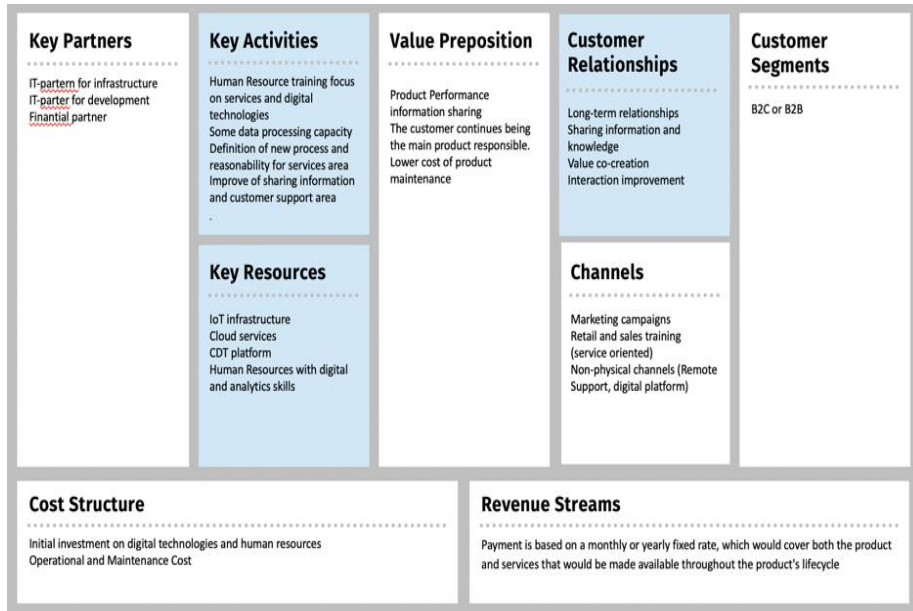 Key Partners
IT-partern for infrastructure
IT-parter for development
Finantial partner
Key Activities
Human Resource training focus
on services and digital
technologies
Some data processing capacity
Definition of new process and
reasonability for services area
Improve of sharing information
and customer support area
.
Key Resources
IoT infrastructure
Cloud services
CDT platform
Human Resources with digital
and analytics skills
Value Preposition
Product Performance
information sharing
The customer continues being
the main product responsible.
Lower cost of product
maintenance
Customer
Relationships
Long-term relationships
Sharing information and
knowledge
Value co-creation
Interaction improvement
Channels
Marketing campaigns
Retail and sales training
(service oriented)
Non-physical channels (Remote
Support, digital platform)
Customer
Segments
B2C or B2B
Cost Structure
Initial investment on digital technologies and human resources
Operational and Maintenance Cost
Revenue Streams
Payment is based on a monthly or yearly fixed rate, which would cover both the product
and services that would be made available throughout the product's lifecycle